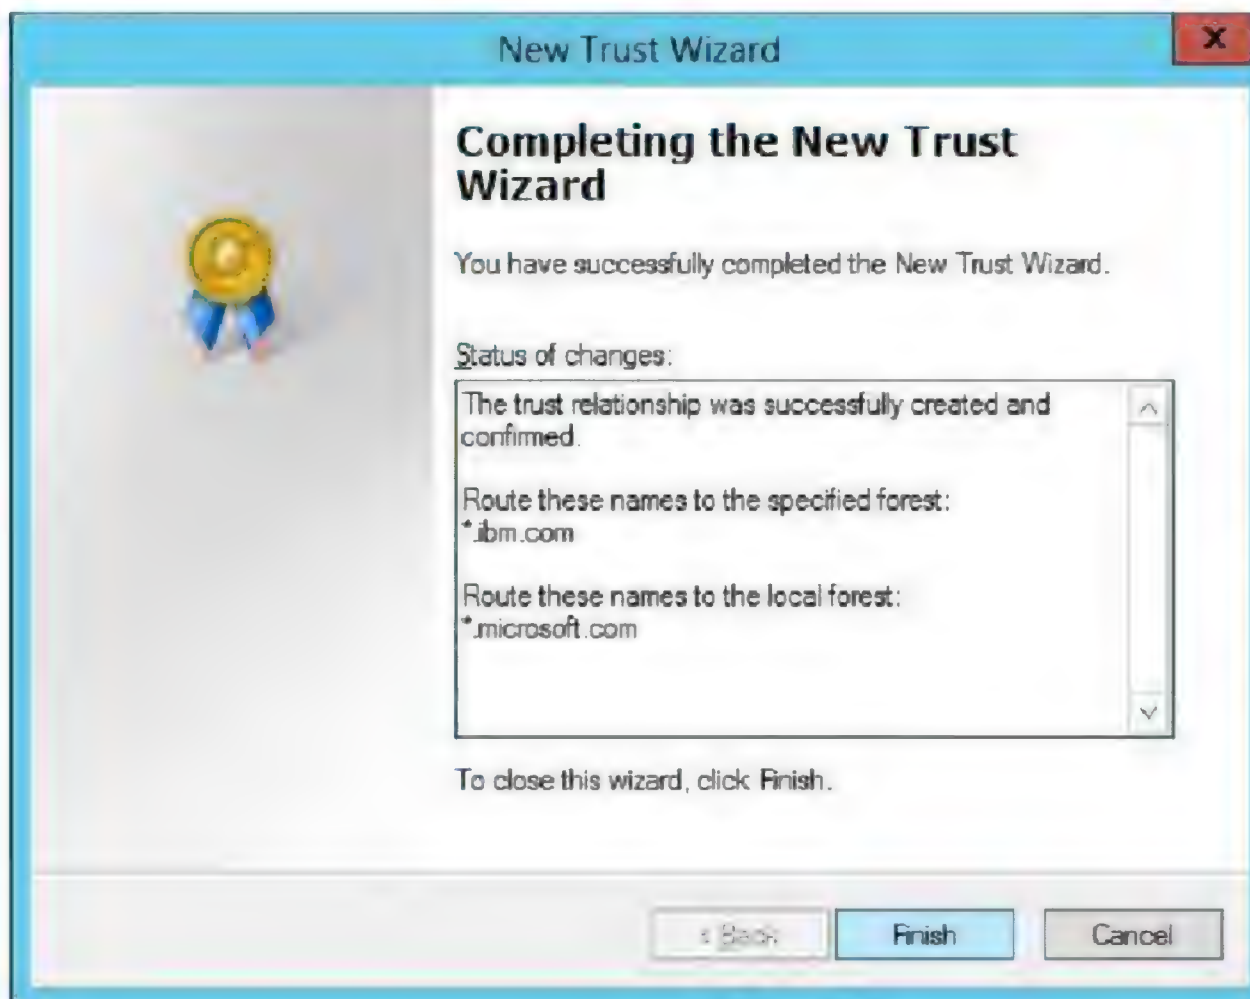 New Trust Wizard
x
Completing the New Trust
Wizard
You have successfully completed the New Trust Wizard.
Status of changes:
The trust relationship was successfully created and
confirmed.
Route these names to the specified forest:
*.ibm.com
Route these names to the local forest:
*.microsoft.com
To close this wizard, click Finish.
< Back
Finish
Cancel